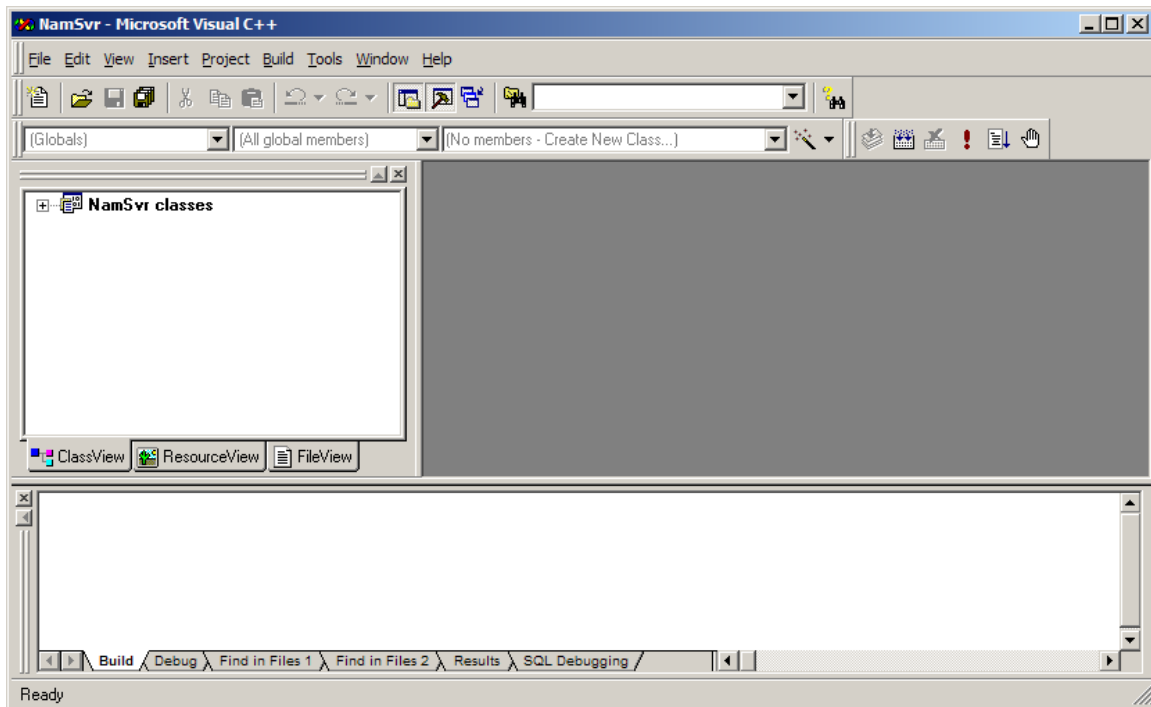 NamSvr - Microsoft Visual C++
File Edit View Insert Project Build Tools Window Help
(Globals) (All global members) (No members - Create New Class...)
NamSvr classes
ClassView ResourceView FileView
Build Debug Find in Files 1 Find in Files 2 Results SQL Debugging
Ready